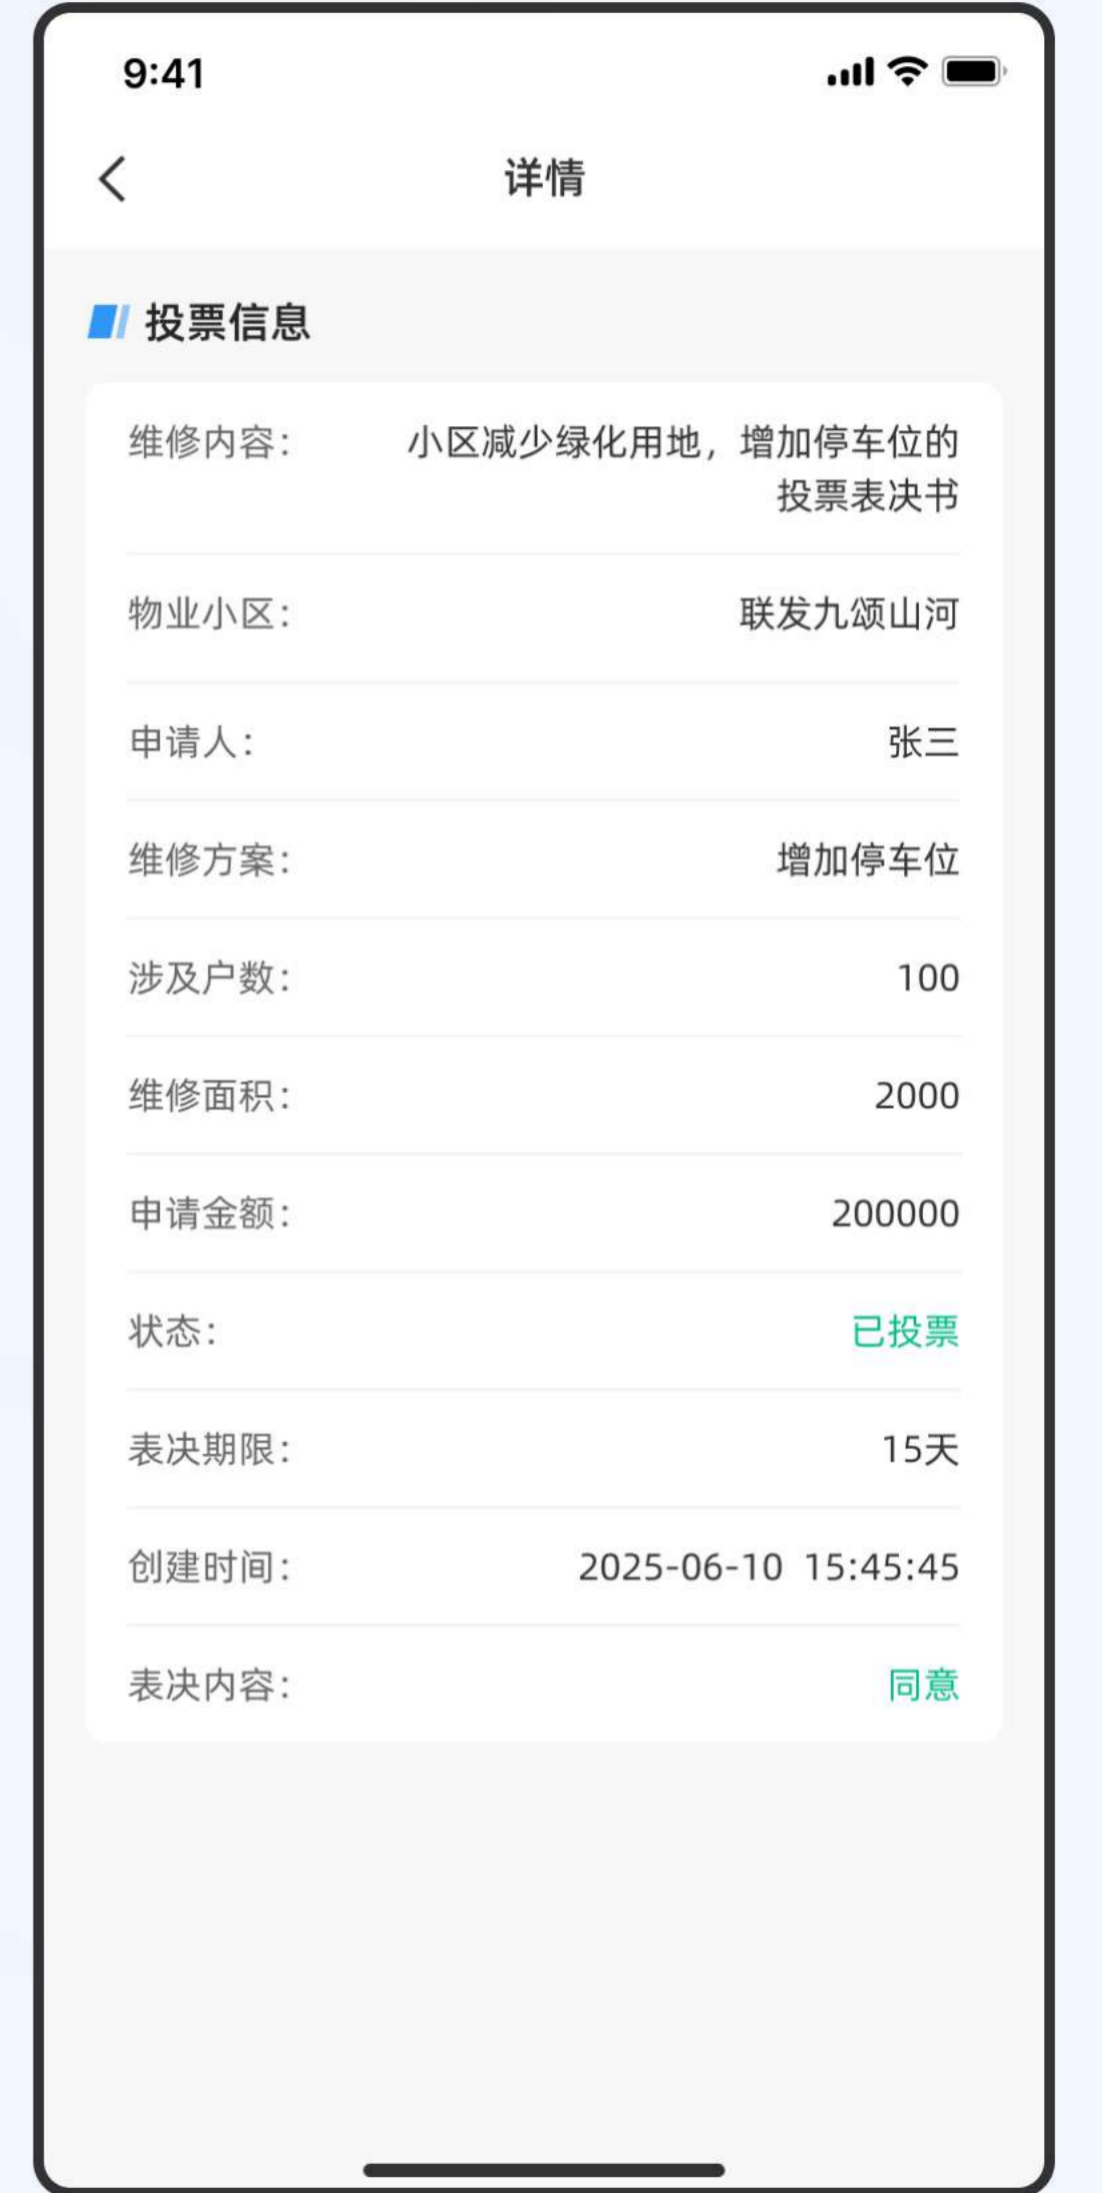 9:41
详情
投票信息
维修内容： 小区减少绿化用地，增加停车位的
投票表决书
物业小区： 联发九颂山河
申请人： 张三
维修方案： 增加停车位
涉及户数： 100
维修面积： 2000
申请金额： 200000
状态： 已投票
表决期限： 15天
创建时间： 2025-06-10 15:45:45
表决内容： 同意